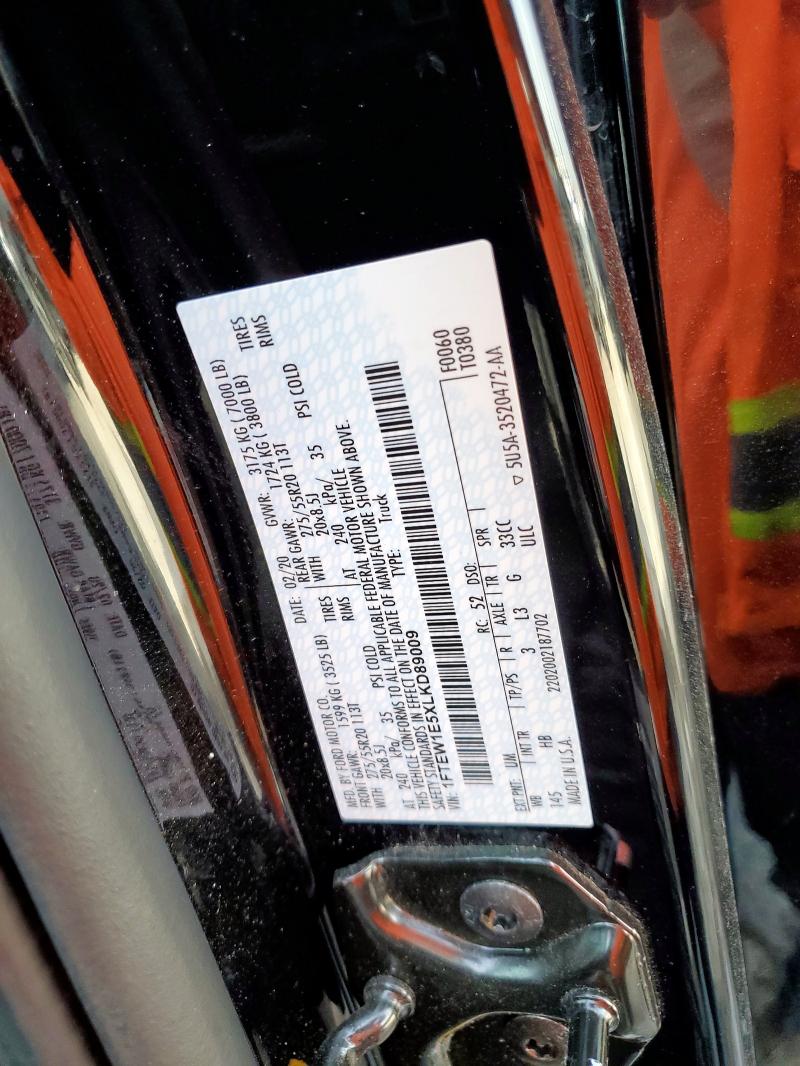 MFD. BY FORD MOTOR CO.
DATE: 02/20 GVWR: 3175 KG ( 7000 LB)
FRONT GAWR: 1599 KG ( 3525 LB) REAR GAWR: 1724 KG ( 3800 LB)
275/55R20 113T TIRES 275/55R20 113T TIRES
WITH 20x8.5J RIMS WITH 20x8.5J RIMS
AT 240 kPa/ 35 PSI COLD AT 240 kPa/ 35 PSI COLD
THIS VEHICLE CONFORMS TO ALL APPLICABLE FEDERAL MOTOR VEHICLE
SAFETY STANDARDS IN EFFECT ON THE DATE OF MANUFACTURE SHOWN ABOVE.
VIN: 1FTEW1E5XLKD89009 TYPE: Truck
F0060
T0380
EXT PNT: UM RC: 52 DSO:
WB INT TR TP/PS R AXLE TR SPR
145 HB 3 L3 G 33CC
ULC
MADE IN U.S.A. 2202002187702
▽ 5U5A-3520472-AA